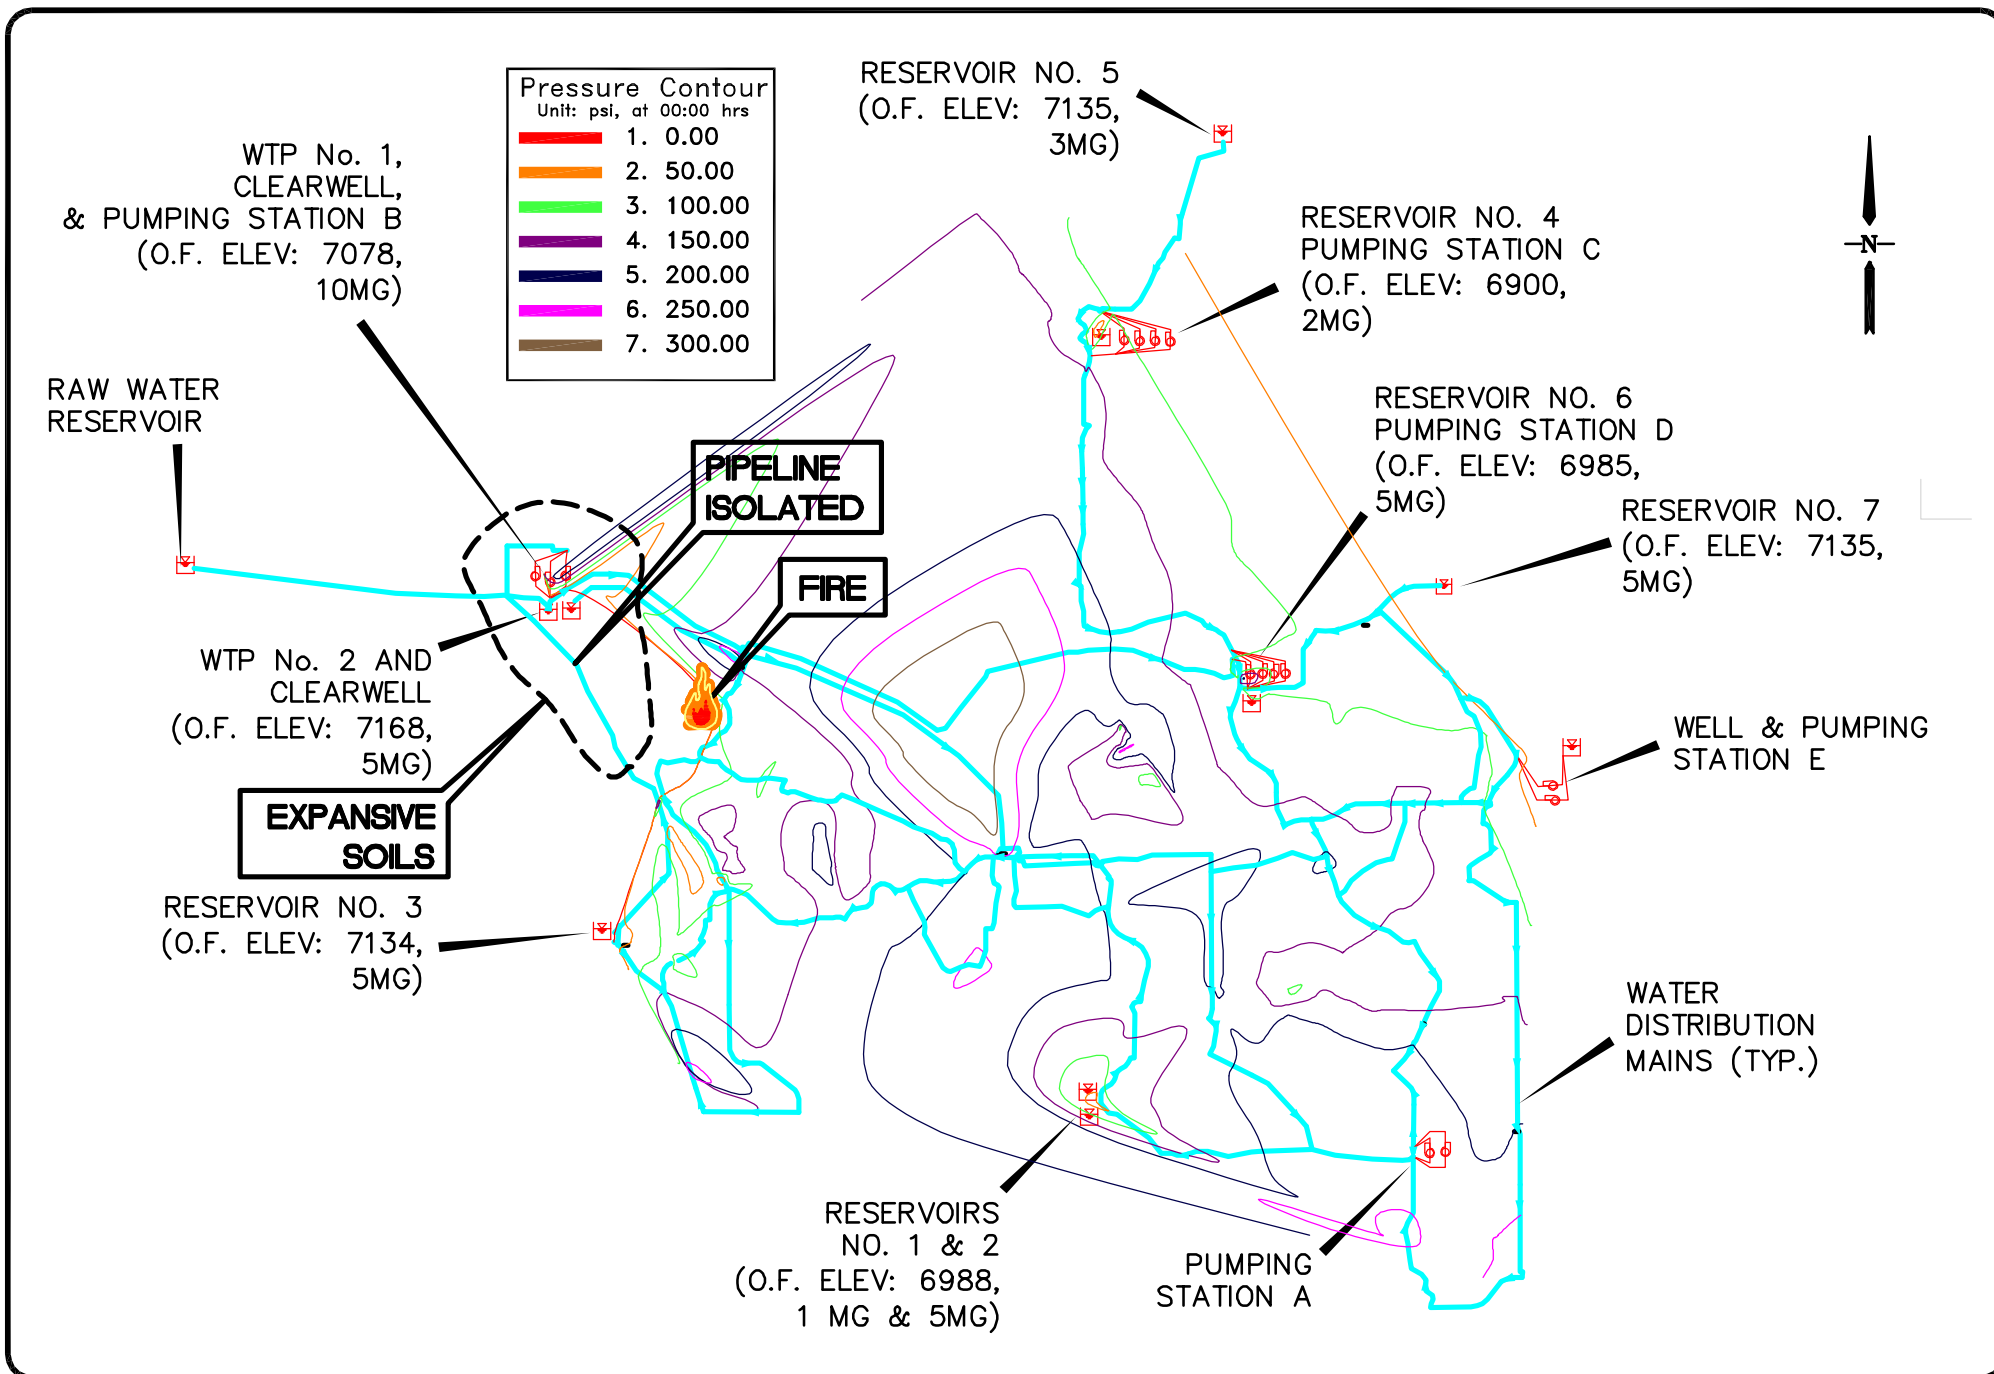 Pressure Contour
Unit: psi, at 00:00 hrs
1. 0.00
2. 50.00
3. 100.00
4. 150.00
5. 200.00
6. 250.00
7. 300.00
RESERVOIR NO. 5
(O.F. ELEV: 7135,
3MG)
WTP No. 1,
CLEARWELL,
& PUMPING STATION B
(O.F. ELEV: 7078,
10MG)
RESERVOIR NO. 4
PUMPING STATION C
(O.F. ELEV: 6900,
2MG)
N
RAW WATER
RESERVOIR
RESERVOIR NO. 6
PUMPING STATION D
(O.F. ELEV: 6985,
5MG)
PIPELINE
ISOLATED
RESERVOIR NO. 7
(O.F. ELEV: 7135,
5MG)
FIRE
WTP No. 2 AND
CLEARWELL
(O.F. ELEV: 7168,
5MG)
WELL & PUMPING
STATION E
EXPANSIVE
SOILS
RESERVOIR NO. 3
(O.F. ELEV: 7134,
5MG)
WATER
DISTRIBUTION
MAINS (TYP.)
RESERVOIRS
NO. 1 & 2
(O.F. ELEV: 6988,
1 MG & 5MG)
PUMPING
STATION A